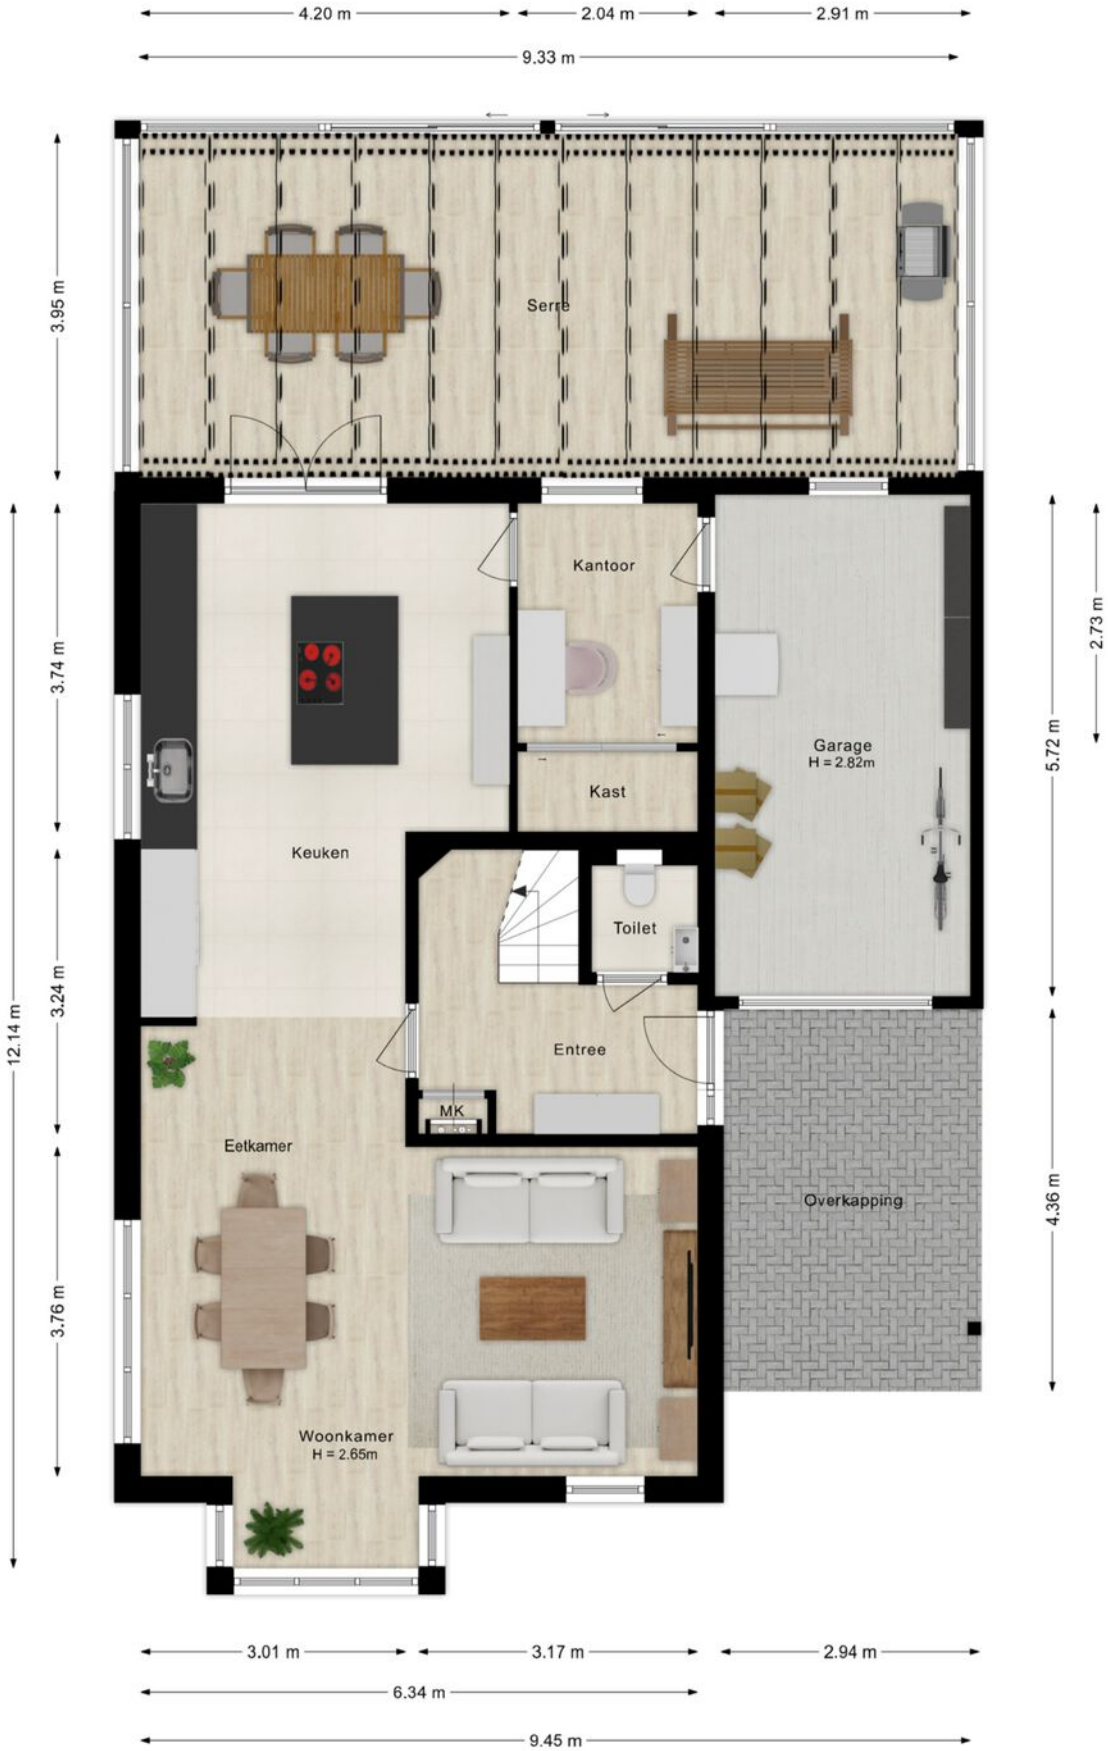 4.20 m
2.04 m
2.91 m
9.33 m
3.95 m
Serre
Kantoor
2.73 m
3.74 m
5.72 m
Garage
H = 2.82m
Kast
Keuken
Toilet
3.24 m
12.14 m
Entree
MK
Eetkamer
Overkapping
4.36 m
3.76 m
Woonkamer
H = 2.65m
3.01 m
3.17 m
2.94 m
6.34 m
9.45 m